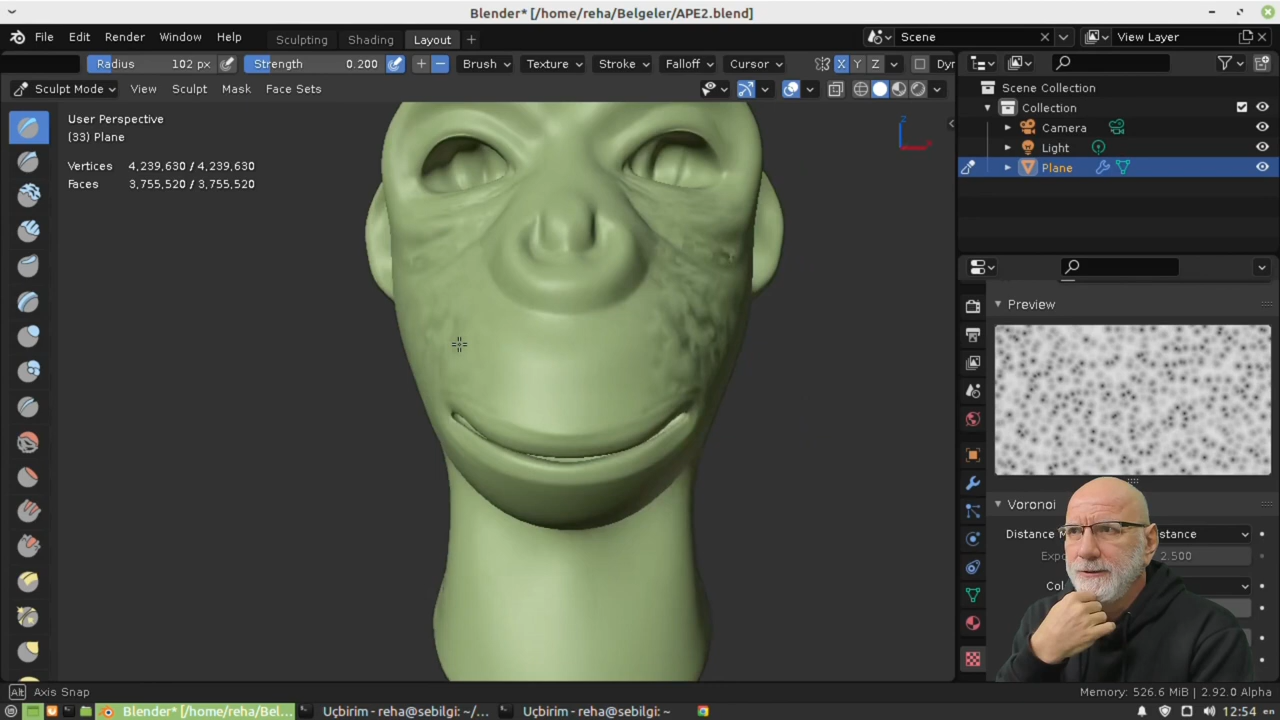 Blender* [/home/reha/Belgeler/APE2.blend]
File Edit Render Window Help
Sculpting Shading Layout +
Scene
View Layer
Radius 102 px
Strength 0.200
Brush Texture Stroke Falloff Cursor
X Y Z
Dyr
Sculpt Mode View Sculpt Mask Face Sets
User Perspective
(33) Plane
Vertices 4,239,630 / 4,239,630
Faces 3,755,520 / 3,755,520
Z
Scene Collection
Collection
Camera
Light
Plane
Preview
Voronoi
Distance
stance
2.500
Alt Axis Snap
Memory: 526.6 MiB | 2.92.0 Alpha
Blender* [/home/reha/Bel...
Uçbirim - reha@sebilgi: ~/...
Uçbirim - reha@sebilgi: ~
12:54 en